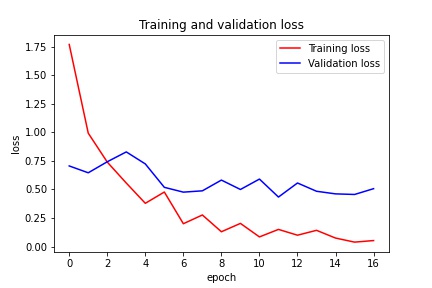 Training and validation loss
Training loss
Validation loss
1.75
1.50
1.25
1.00
0.75
0.50
0.25
0.00
loss
0 2 4 6 8 10 12 14 16
epoch